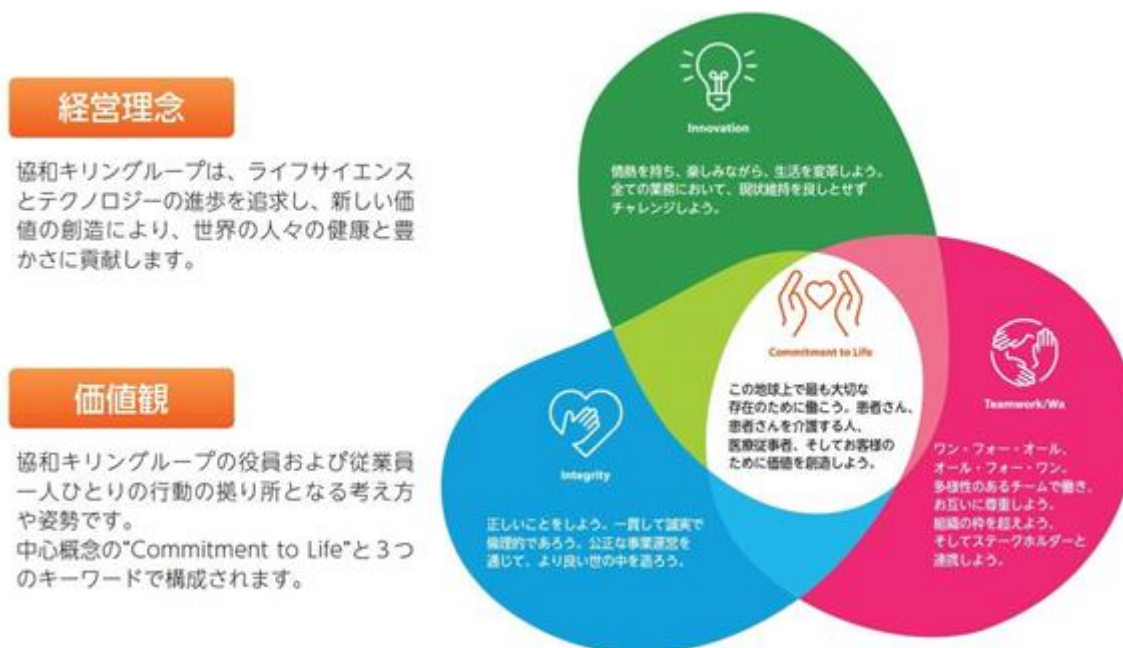 経営理念
協和キリングループは、ライフサイエンス
とテクノロジーの進歩を追求し、新しい価
値の創造により、世界の人々の健康と豊
かさに貢献します。
価値観
協和キリングループの役員および従業員
一人ひとりの行動の拠り所となる考え方
や姿勢です。
中心概念の“Commitment to Life”と３つ
のキーワードで構成されます。
Innovation
情熱を持ち、楽しみながら、生活を変革しよう。
全ての業務において、現状維持を良しとせず
チャレンジしよう。
Commitment to Life
この地球上で最も大切な
存在のために働こう。患者さん、
患者さんを介護する人、
医療従事者、そしてお客様の
ために価値を創造しよう。
Integrity
正しいことをしよう。一貫して誠実で
倫理的であろう。公正な事業運営を
通じて、より良い世の中を造ろう。
Teamwork/Wa
ワン・フォー・オール、
オール・フォー・ワン。
多様性のあるチームで働き、
お互いに尊重しよう。
組織の枠を超えよう、
そしてステークホルダーと
連携しよう。